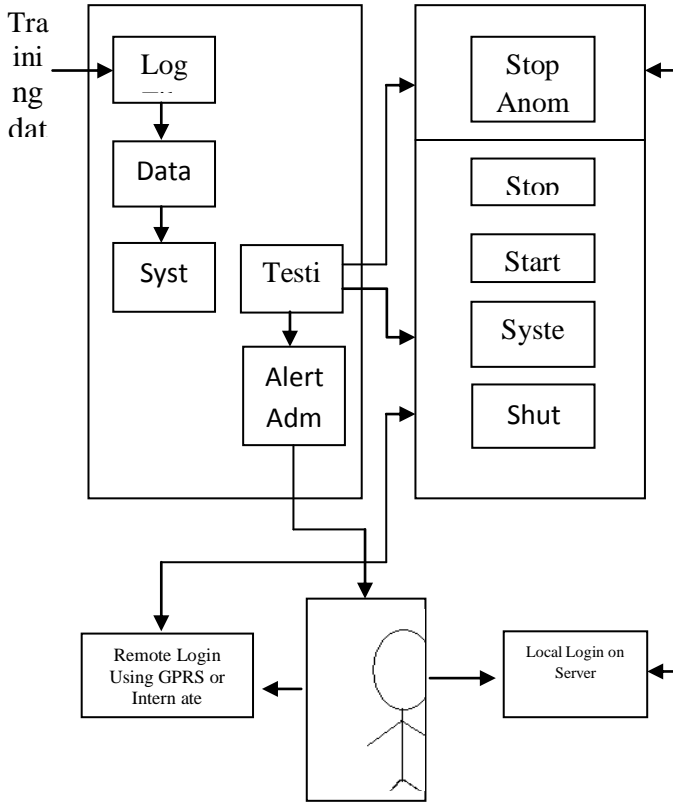 Tra
ini
ng
dat
Log
Data
Syst
Testi
Alert
Adm
Stop
Anom
Stop
Start
Syste
Shut
Remote Login
Using GPRS or
Intern ate
Local Login on
Server